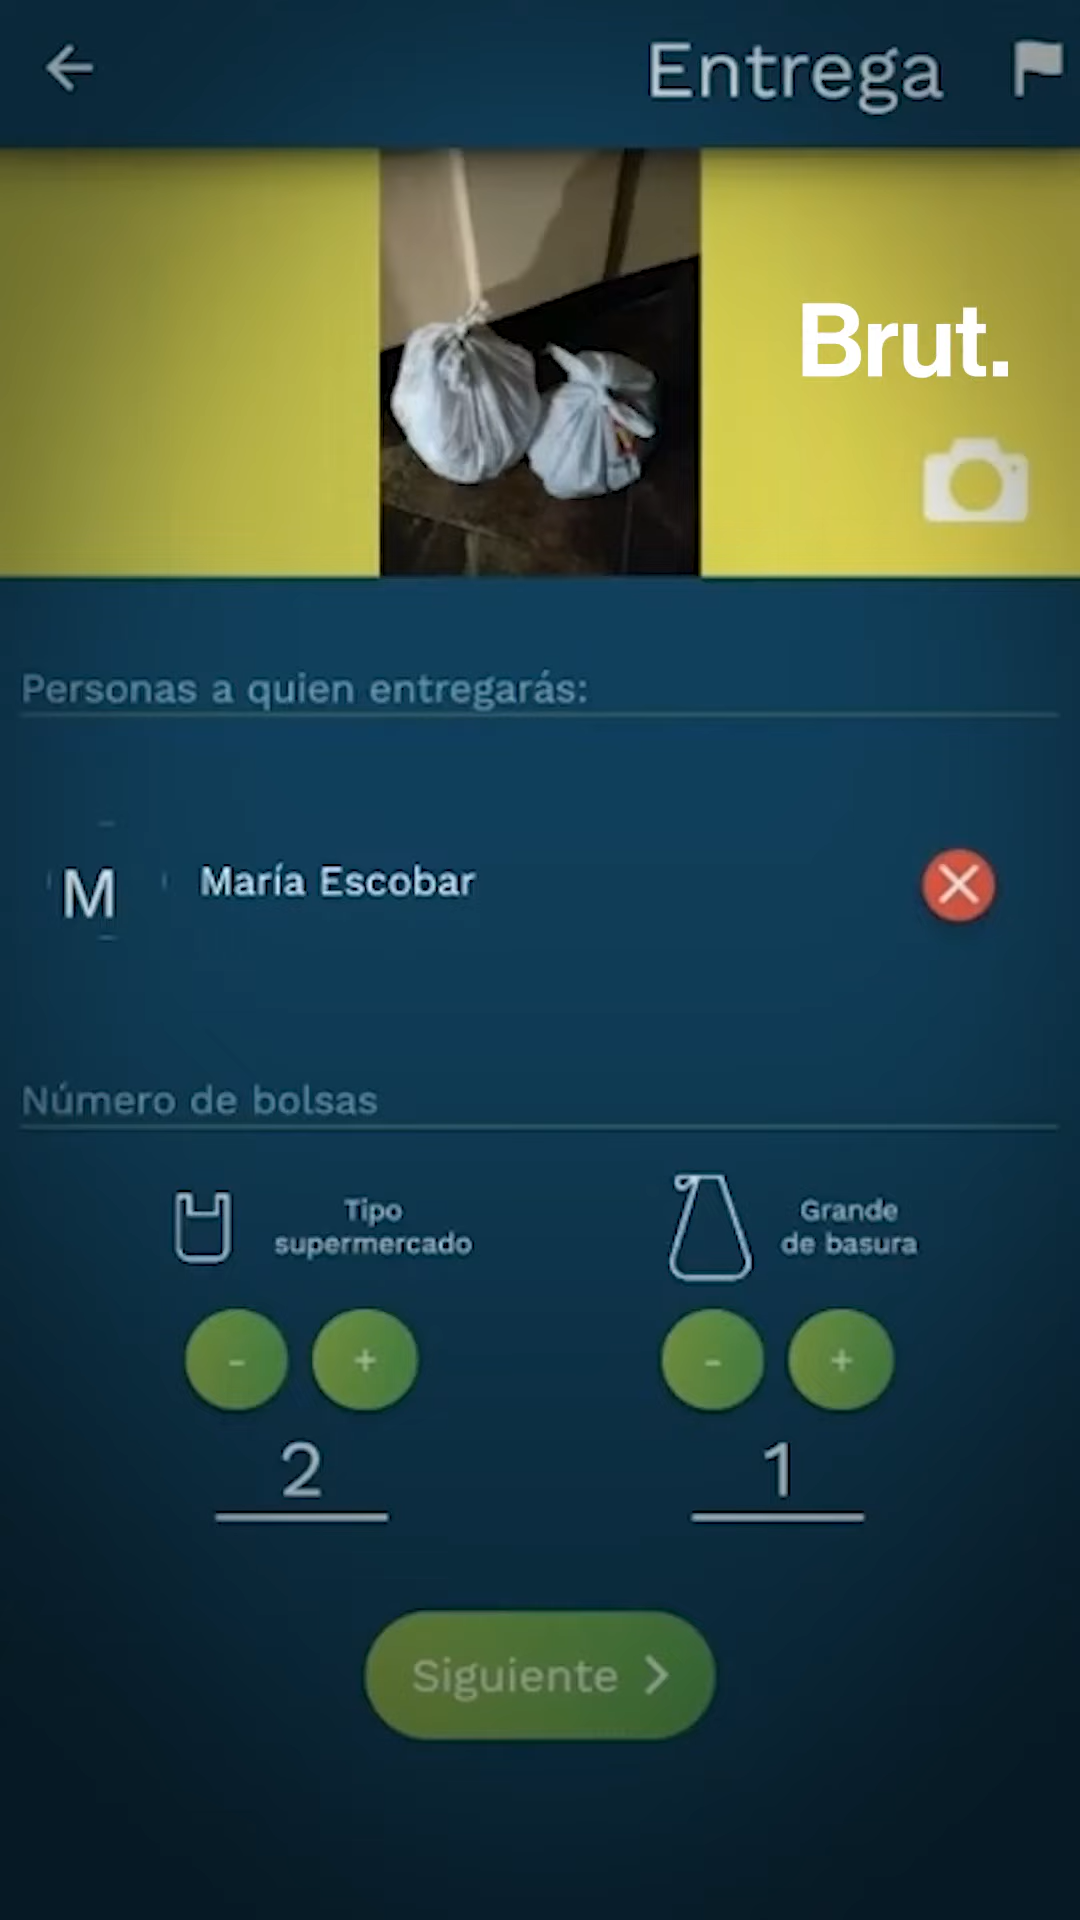 Entrega
Brut.
Personas a quien entregarás:
M
María Escobar
Número de bolsas
Tipo
supermercado
Grande
de basura
- +
- +
2
1
Siguiente >